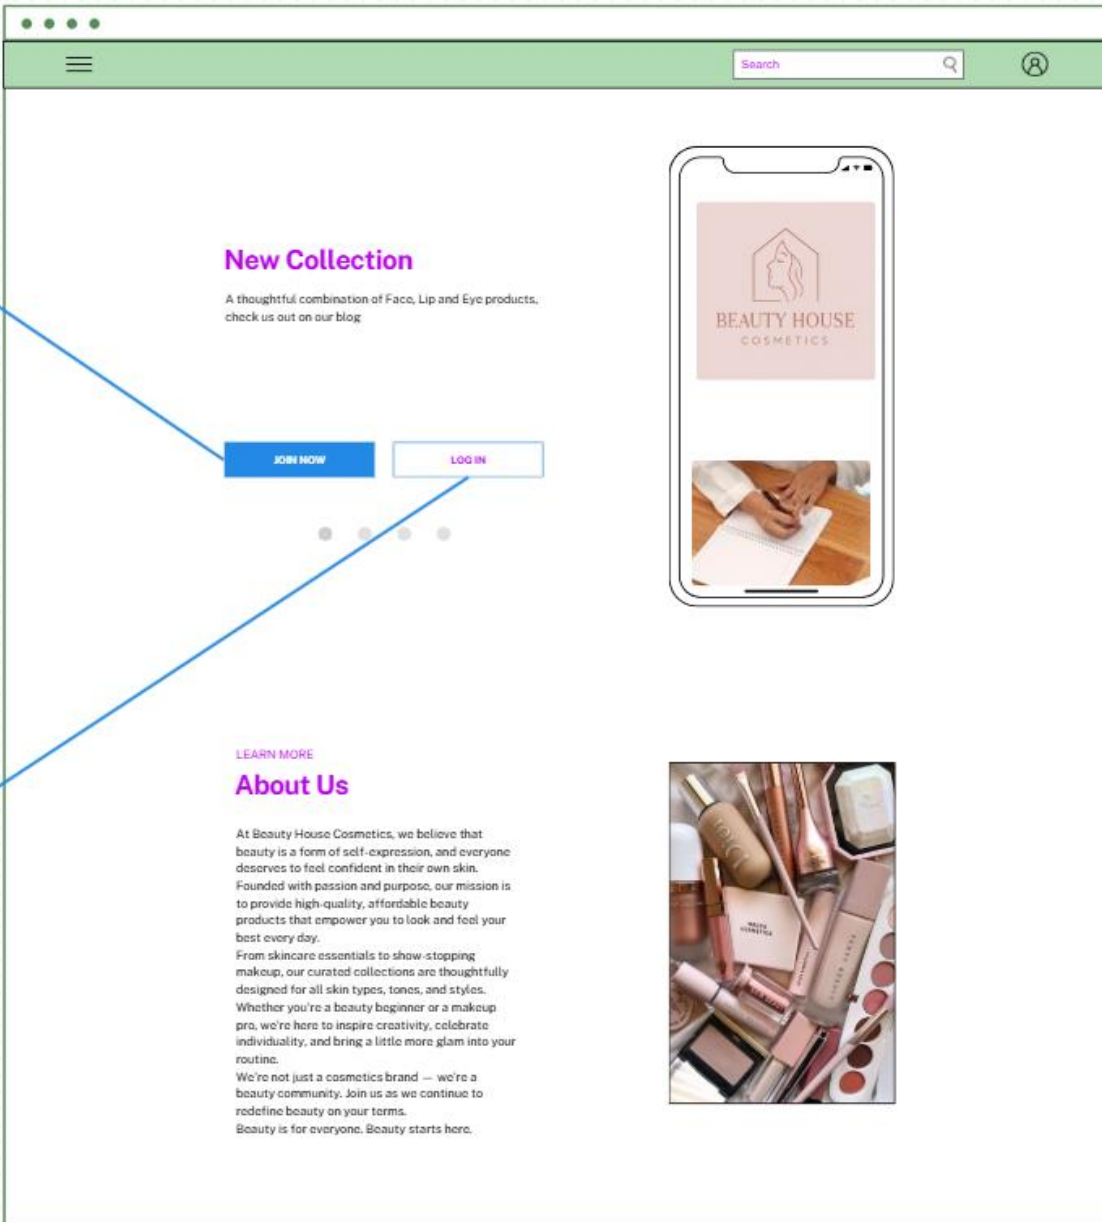 Search
New Collection
A thoughtful combination of Face, Lip and Eye products,
check us out on our blog
JOIN NOW
LOG IN
BEAUTY HOUSE
COSMETICS
LEARN MORE
About Us
At Beauty House Cosmetics, we believe that
beauty is a form of self-expression, and everyone
deserves to feel confident in their own skin.
Founded with passion and purpose, our mission is
to provide high-quality, affordable beauty
products that empower you to look and feel your
best every day.
From skincare essentials to show-stopping
makeup, our curated collections are thoughtfully
designed for all skin types, tones, and styles.
Whether you're a beauty beginner or a makeup
pro, we're here to inspire creativity, celebrate
individuality, and bring a little more glam into your
routine.
We're not just a cosmetics brand — we're a
beauty community. Join us as we continue to
redefine beauty on your terms.
Beauty is for everyone. Beauty starts here.
COSMETICS
FENTY BEAUTY